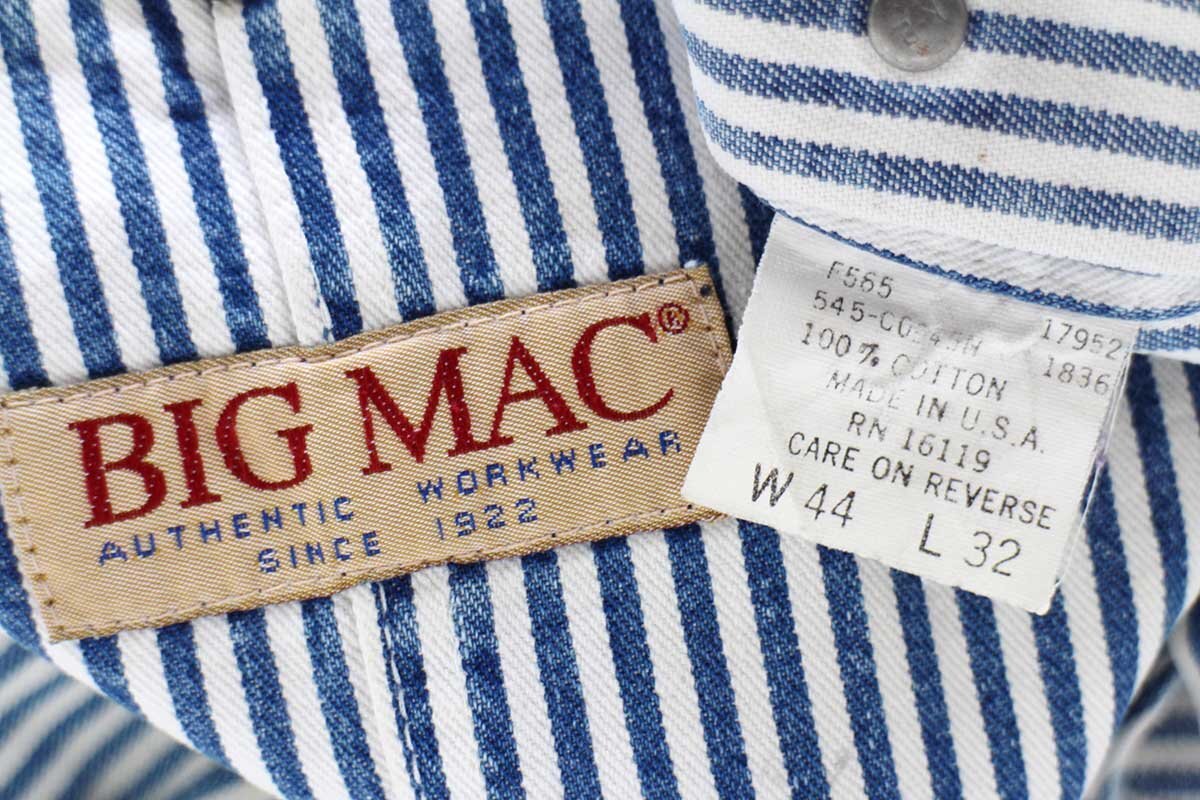 BIG MAC®
AUTHENTIC WORKWEAR
SINCE 1922
F565
17952
1836
100% COTTON
MADE IN U.S.A.
RN 16119
CARE ON REVERSE
W 44 L 32